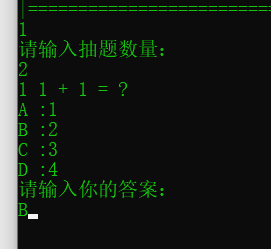 |=========================
1
请输入抽题数量：
2
1 1 + 1 = ?
A :1
B :2
C :3
D :4
请输入你的答案：
B